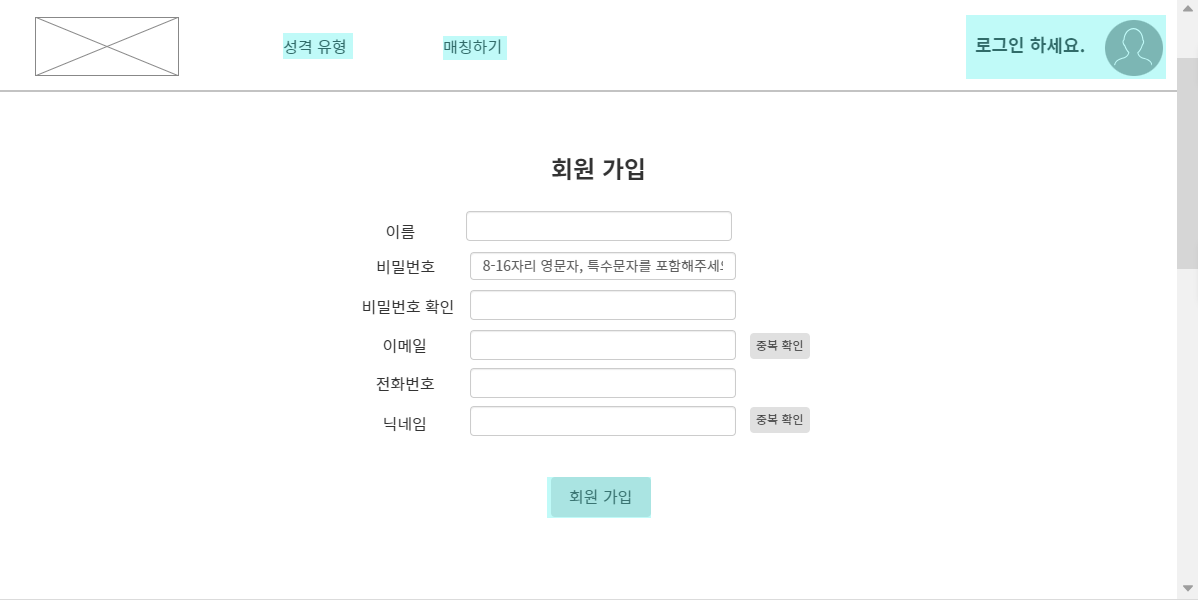 성격 유형
매칭하기
로그인 하세요.
회원 가입
이름
비밀번호
8-16자리 영문자, 특수문자를 포함해주세
비밀번호 확인
이메일
중복 확인
전화번호
닉네임
중복 확인
회원 가입